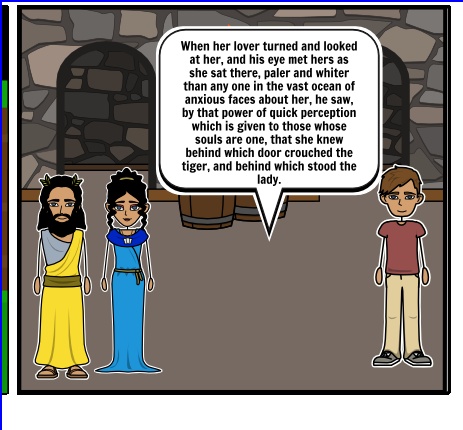 When her lover turned and looked
at her, and his eye met hers as
she sat there, paler and whiter
than any one in the vast ocean of
anxious faces about her, he saw,
by that power of quick perception
which is given to those whose
souls are one, that she knew
behind which door crouched the
tiger, and behind which stood the
lady.